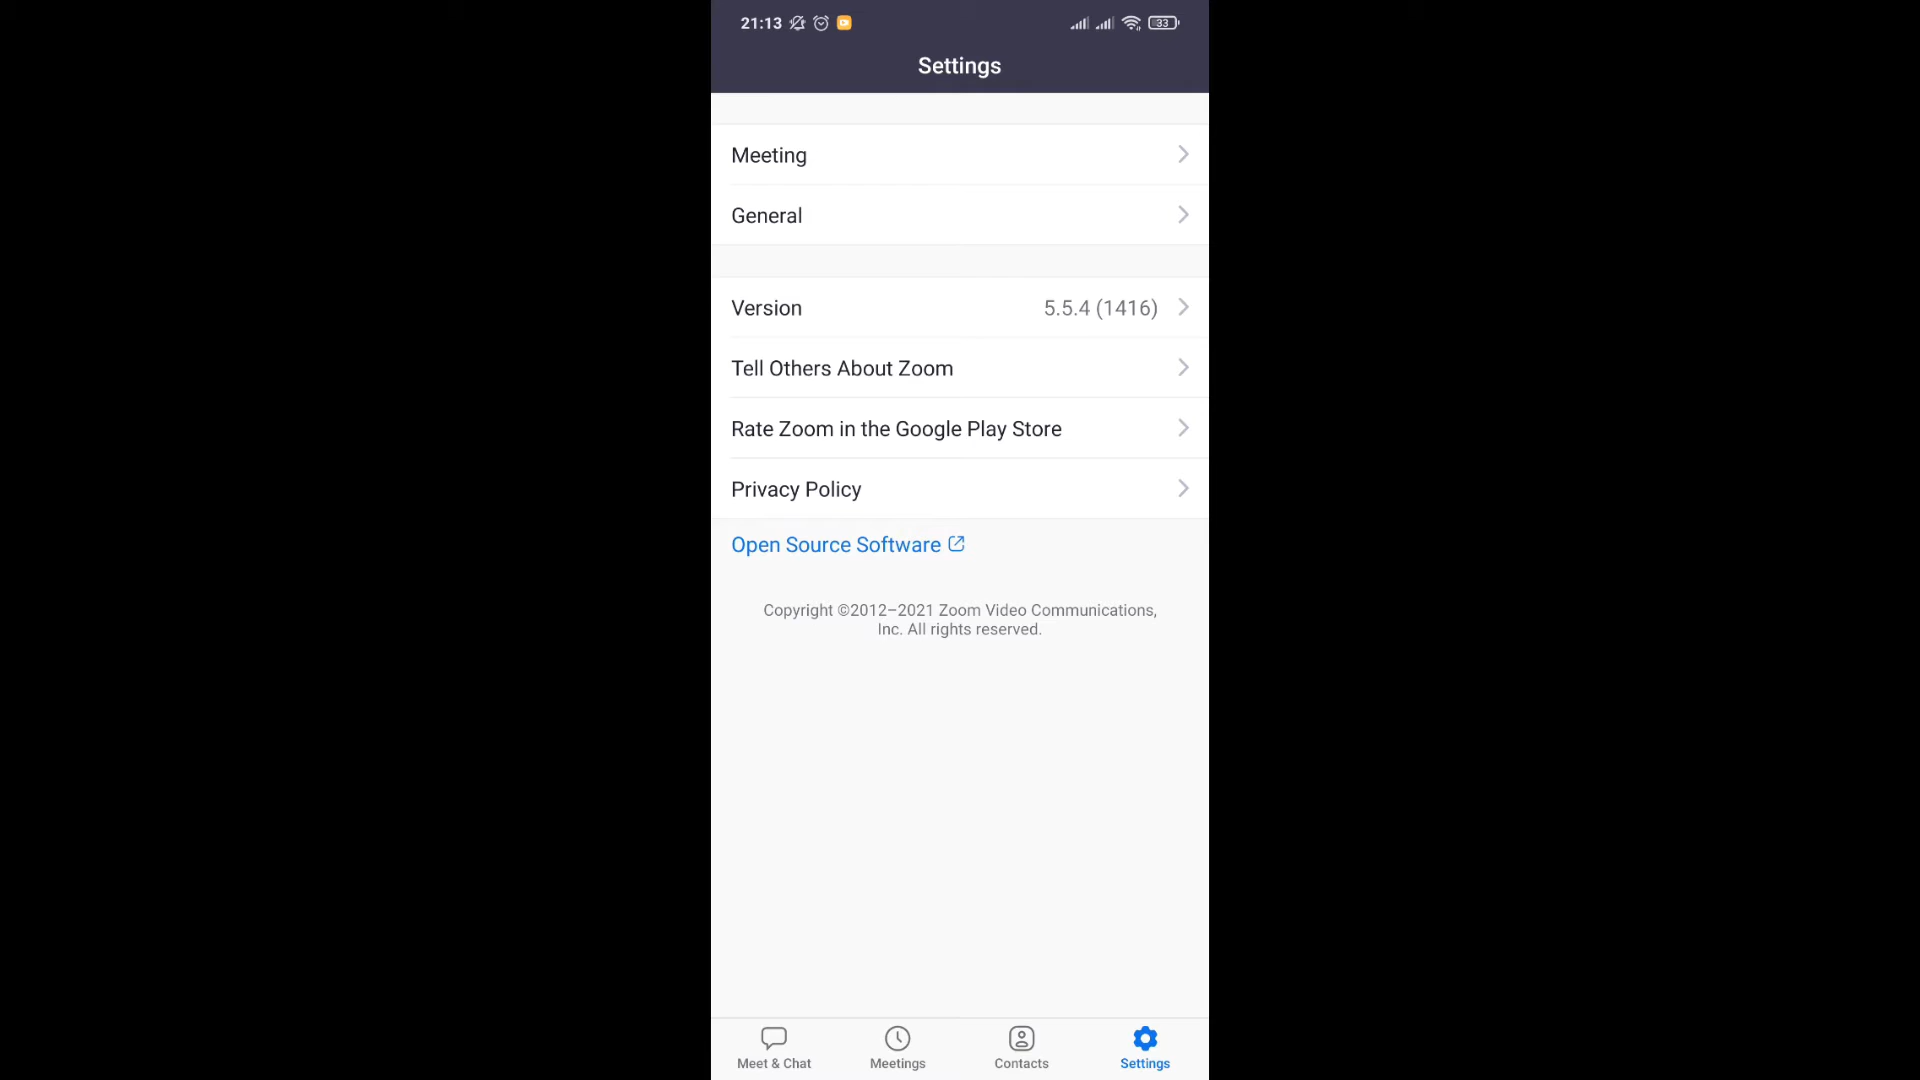 21:13
33
Settings
Meeting
General
Version 5.5.4 (1416)
Tell Others About Zoom
Rate Zoom in the Google Play Store
Privacy Policy
Open Source Software
Copyright ©2012–2021 Zoom Video Communications,
Inc. All rights reserved.
Meet & Chat
Meetings
Contacts
Settings